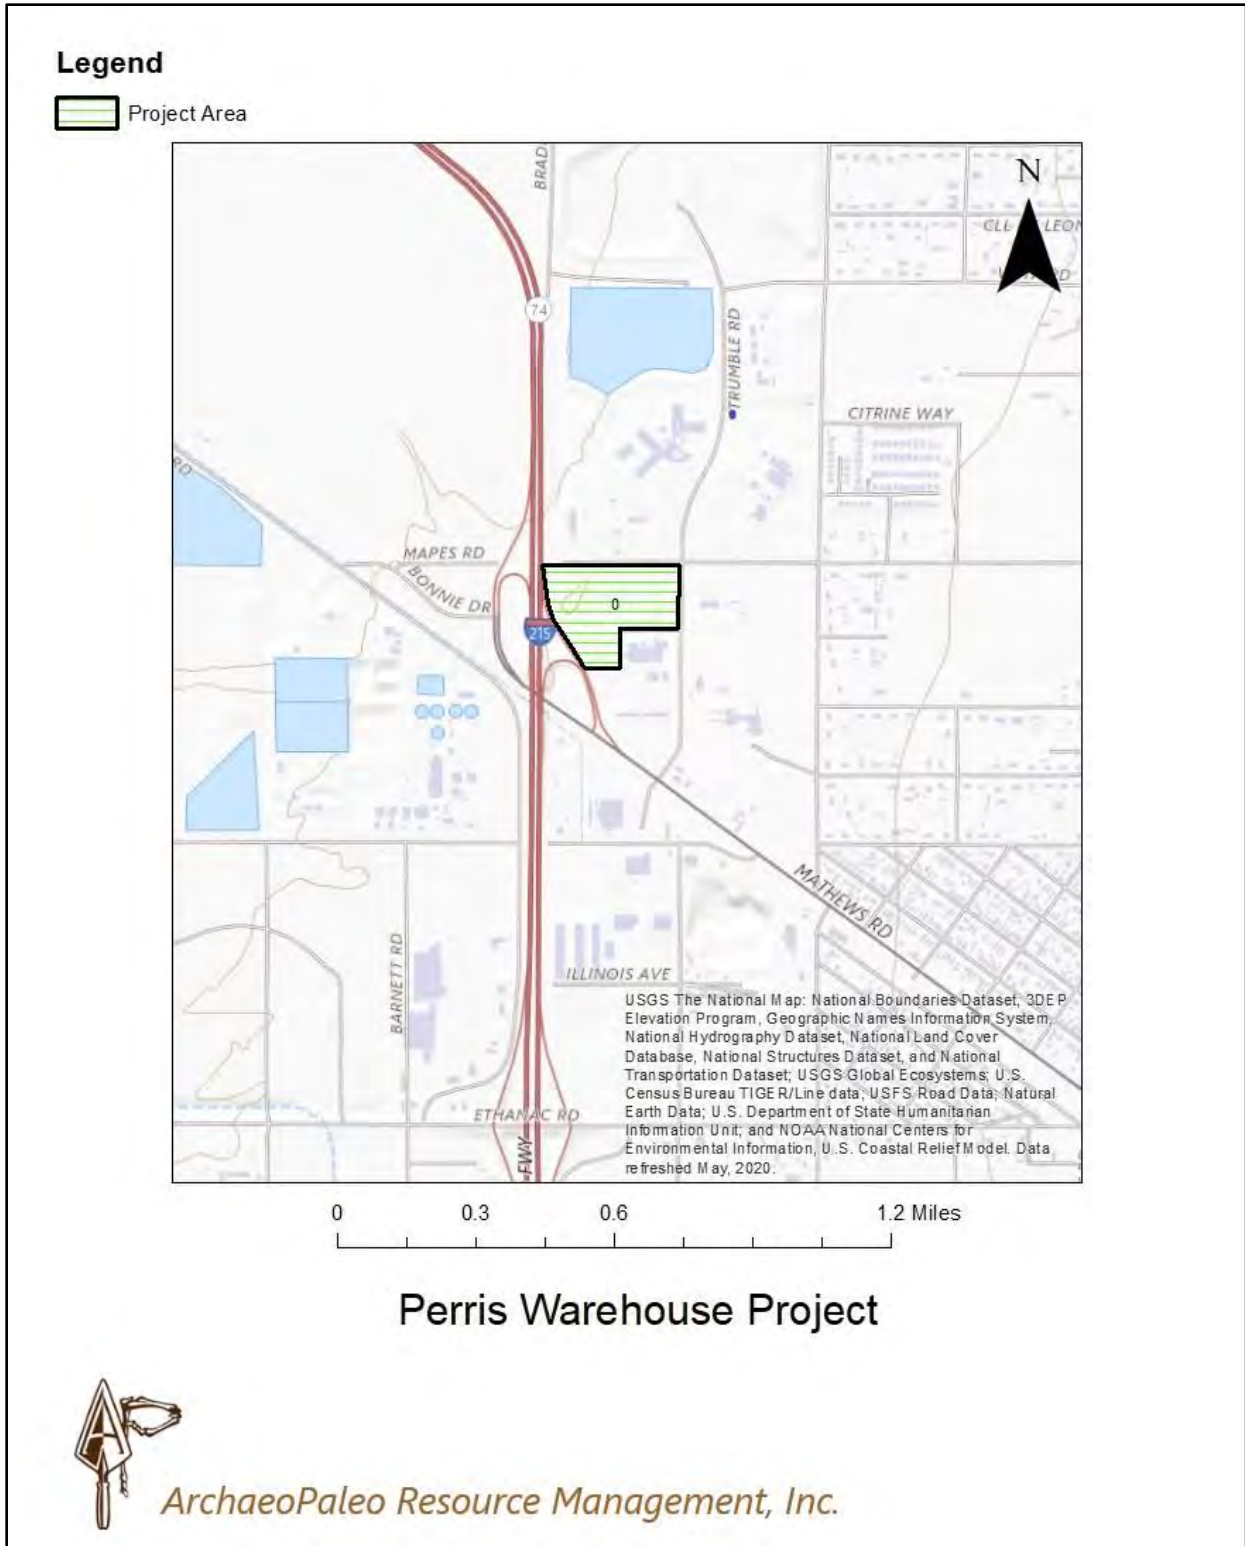 Legend
Project Area
BRAD
N
CLL LEON
RD
74
TRUMBLE RD
CITRINE WAY
RD
MAPES RD
BONNIE DR
0
215
MATHEWS RD
BARNETT RD
ILLINOIS AVE
USGS The National Map: National Boundaries Dataset, 3DEP
Elevation Program, Geographic Names Information System,
National Hydrography Dataset, National Land Cover
Database, National Structures Dataset, and National
Transportation Dataset; USGS Global Ecosystems; U.S.
Census Bureau TIGER/Line data; USFS Road Data; Natural
Earth Data; U.S. Department of State Humanitarian
Information Unit; and NOAA National Centers for
Environmental Information, U.S. Coastal Relief Model. Data
refreshed May, 2020.
ETHANAC RD
FWY
0 0.3 0.6 1.2 Miles
Perris Warehouse Project
A
ArchaeoPaleo Resource Management, Inc.